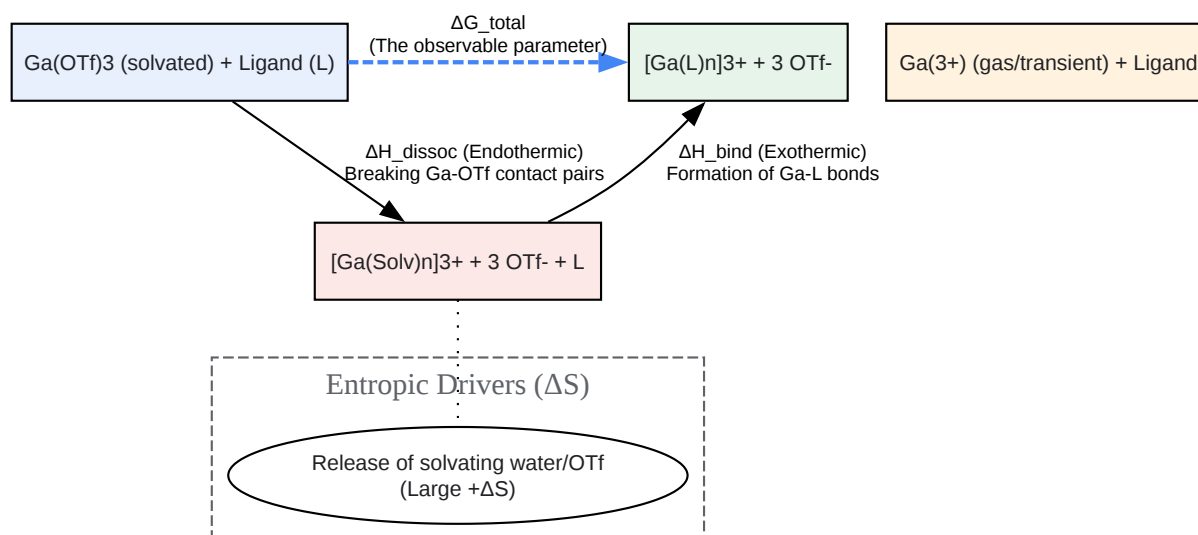 ΔG_total
(The observable parameter)
Ga(OTf)3 (solvated) + Ligand (L)
[Ga(L)n]3+ + 3 OTf-
Ga(3+) (gas/transient) + Ligand
ΔH_dissoc (Endothermic)
Breaking Ga-OTf contact pairs
ΔH_bind (Exothermic)
Formation of Ga-L bonds
[Ga(Solv)n]3+ + 3 OTf- + L
Entropic Drivers (ΔS)
Release of solvating water/OTf
(Large +ΔS)